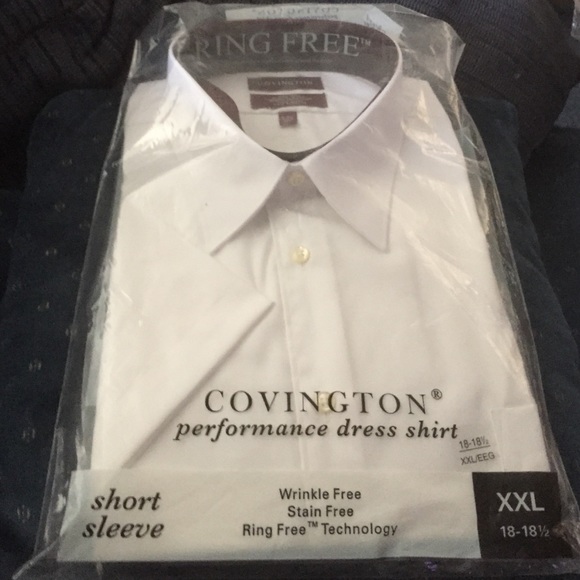 RING FREE™
COVINGTON
COVINGTON®
performance dress shirt
18-18½
XXL/EEG
short
sleeve
Wrinkle Free
Stain Free
Ring Free™ Technology
XXL
18-18½